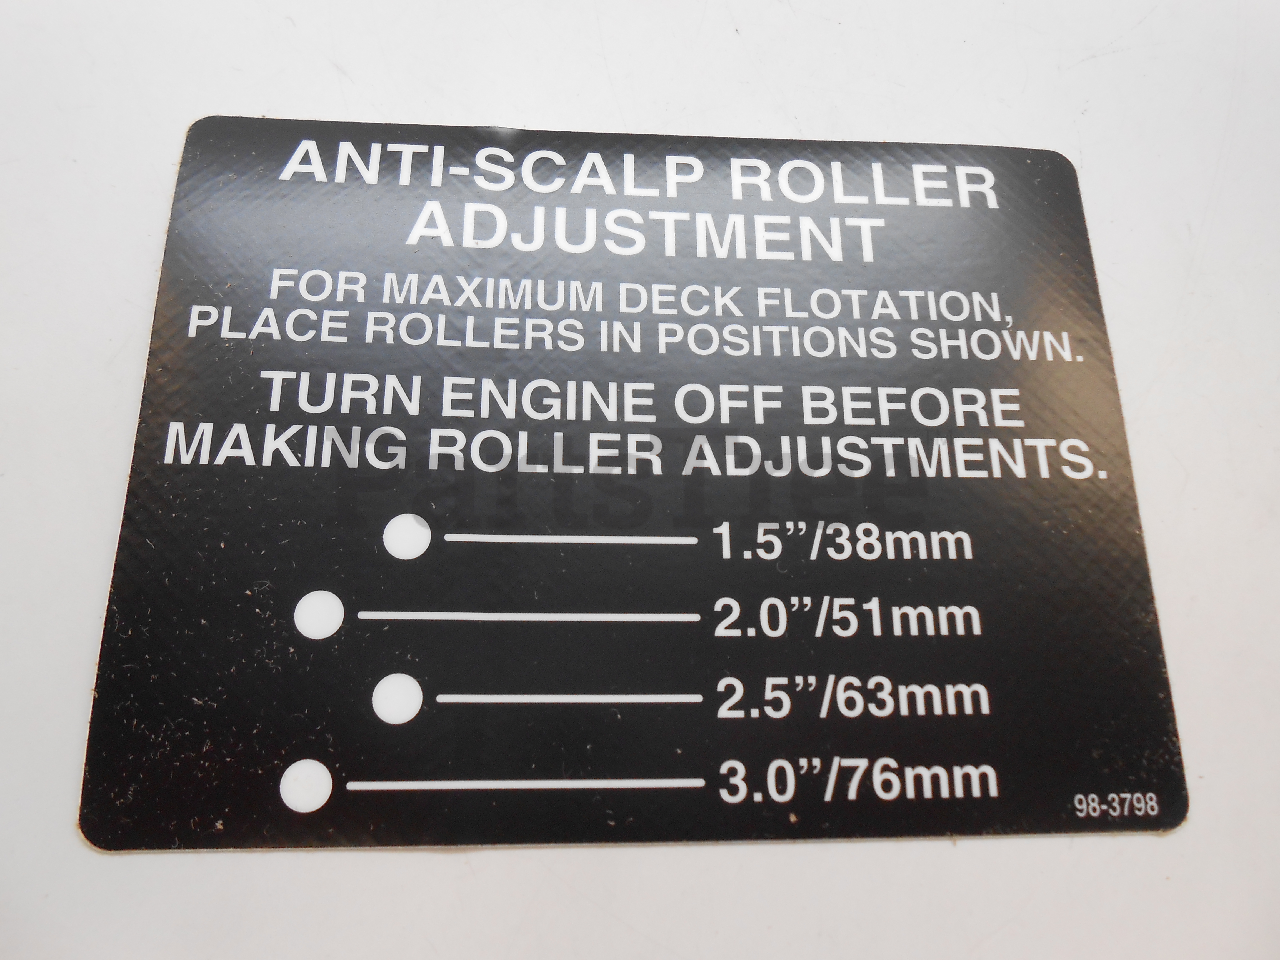 ANTI-SCALP ROLLER
ADJUSTMENT
FOR MAXIMUM DECK FLOTATION,
PLACE ROLLERS IN POSITIONS SHOWN.
TURN ENGINE OFF BEFORE
MAKING ROLLER ADJUSTMENTS.
PartsTree
1.5”/38mm
2.0”/51mm
2.5”/63mm
3.0”/76mm
98-3798